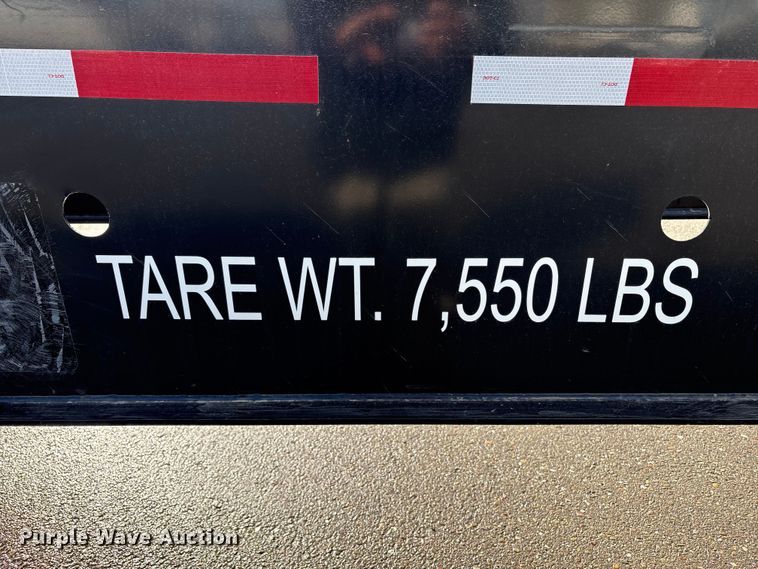 TARE WT. 7,550 LBS
Purple Wave Auction